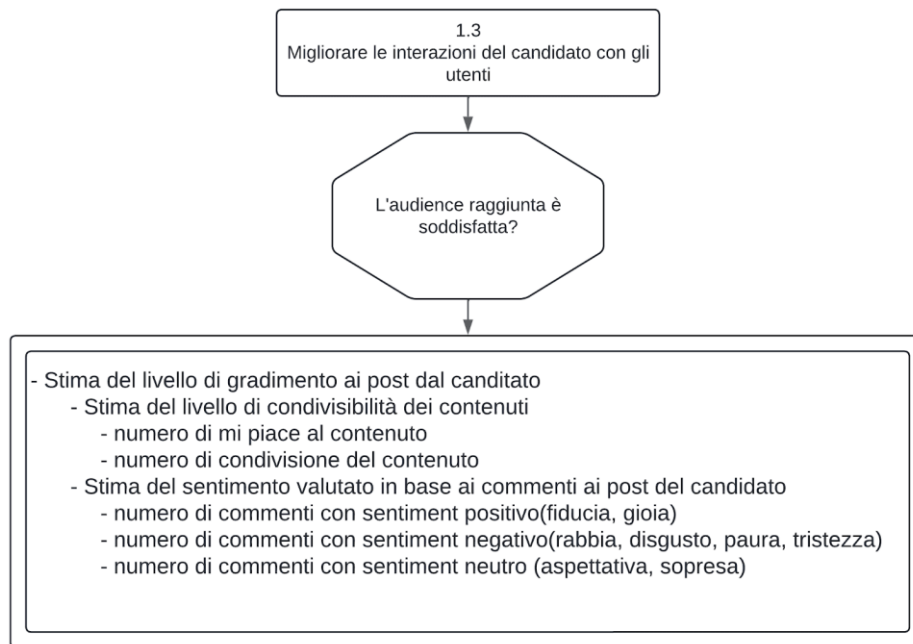 1.3
Migliorare le interazioni del candidato con gli
utenti
L'audience raggiunta è
soddisfatta?
- Stima del livello di gradimento ai post dal canditato
- Stima del livello di condivisibilità dei contenuti
- numero di mi piace al contenuto
- numero di condivisione del contenuto
- Stima del sentimento valutato in base ai commenti ai post del candidato
- numero di commenti con sentiment positivo(fiducia, gioia)
- numero di commenti con sentiment negativo(rabbia, disgusto, paura, tristezza)
- numero di commenti con sentiment neutro (aspettativa, sopresa)